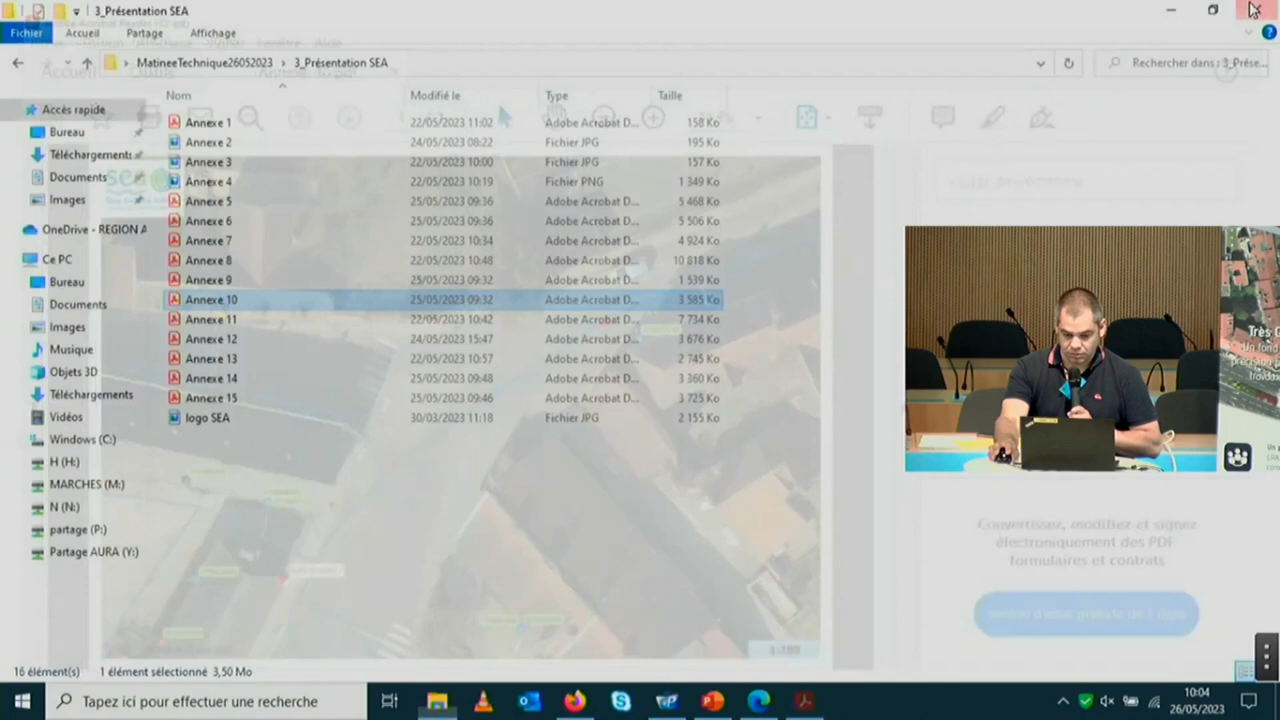 3_Présentation SEA
Fichier Accueil Partage Affichage
MatineeTechnique26052023 > 3_Présentation SEA
Rechercher dans : 3_Prése...
Nom Modifié le Type Taille
Accès rapide
Bureau
Téléchargements
Documents
Images
OneDrive - REGION A
Ce PC
Bureau
Documents
Images
Musique
Objets 3D
Téléchargements
Vidéos
Windows (C:)
H (H:)
MARCHES (M:)
N (N:)
partage (P:)
Partage AURA (Y:)
Annexe 1 22/05/2023 11:02 Adobe Acrobat D... 158 Ko
Annexe 2 24/05/2023 08:22 Fichier JPG 195 Ko
Annexe 3 22/05/2023 10:00 Fichier JPG 157 Ko
Annexe 4 22/05/2023 10:19 Fichier PNG 1 349 Ko
Annexe 5 25/05/2023 09:36 Adobe Acrobat D... 5 468 Ko
Annexe 6 25/05/2023 09:36 Adobe Acrobat D... 5 506 Ko
Annexe 7 22/05/2023 10:34 Adobe Acrobat D... 4 924 Ko
Annexe 8 22/05/2023 10:48 Adobe Acrobat D... 10 818 Ko
Annexe 9 25/05/2023 09:32 Adobe Acrobat D... 1 539 Ko
Annexe 10 25/05/2023 09:32 Adobe Acrobat D... 3 585 Ko
Annexe 11 22/05/2023 10:42 Adobe Acrobat D... 7 734 Ko
Annexe 12 24/05/2023 15:47 Adobe Acrobat D... 3 676 Ko
Annexe 13 22/05/2023 10:57 Adobe Acrobat D... 2 745 Ko
Annexe 14 25/05/2023 09:48 Adobe Acrobat D... 3 360 Ko
Annexe 15 25/05/2023 09:46 Adobe Acrobat D... 3 725 Ko
logo SEA 30/03/2023 11:18 Fichier JPG 2 155 Ko
sea
Très
Un fond
Convertissez, modifiez et signez
électroniquement des PDF
formulaires et contrats
16 élément(s) 1 élément sélectionné 3,50 Mo
Tapez ici pour effectuer une recherche
10:04
26/05/2023